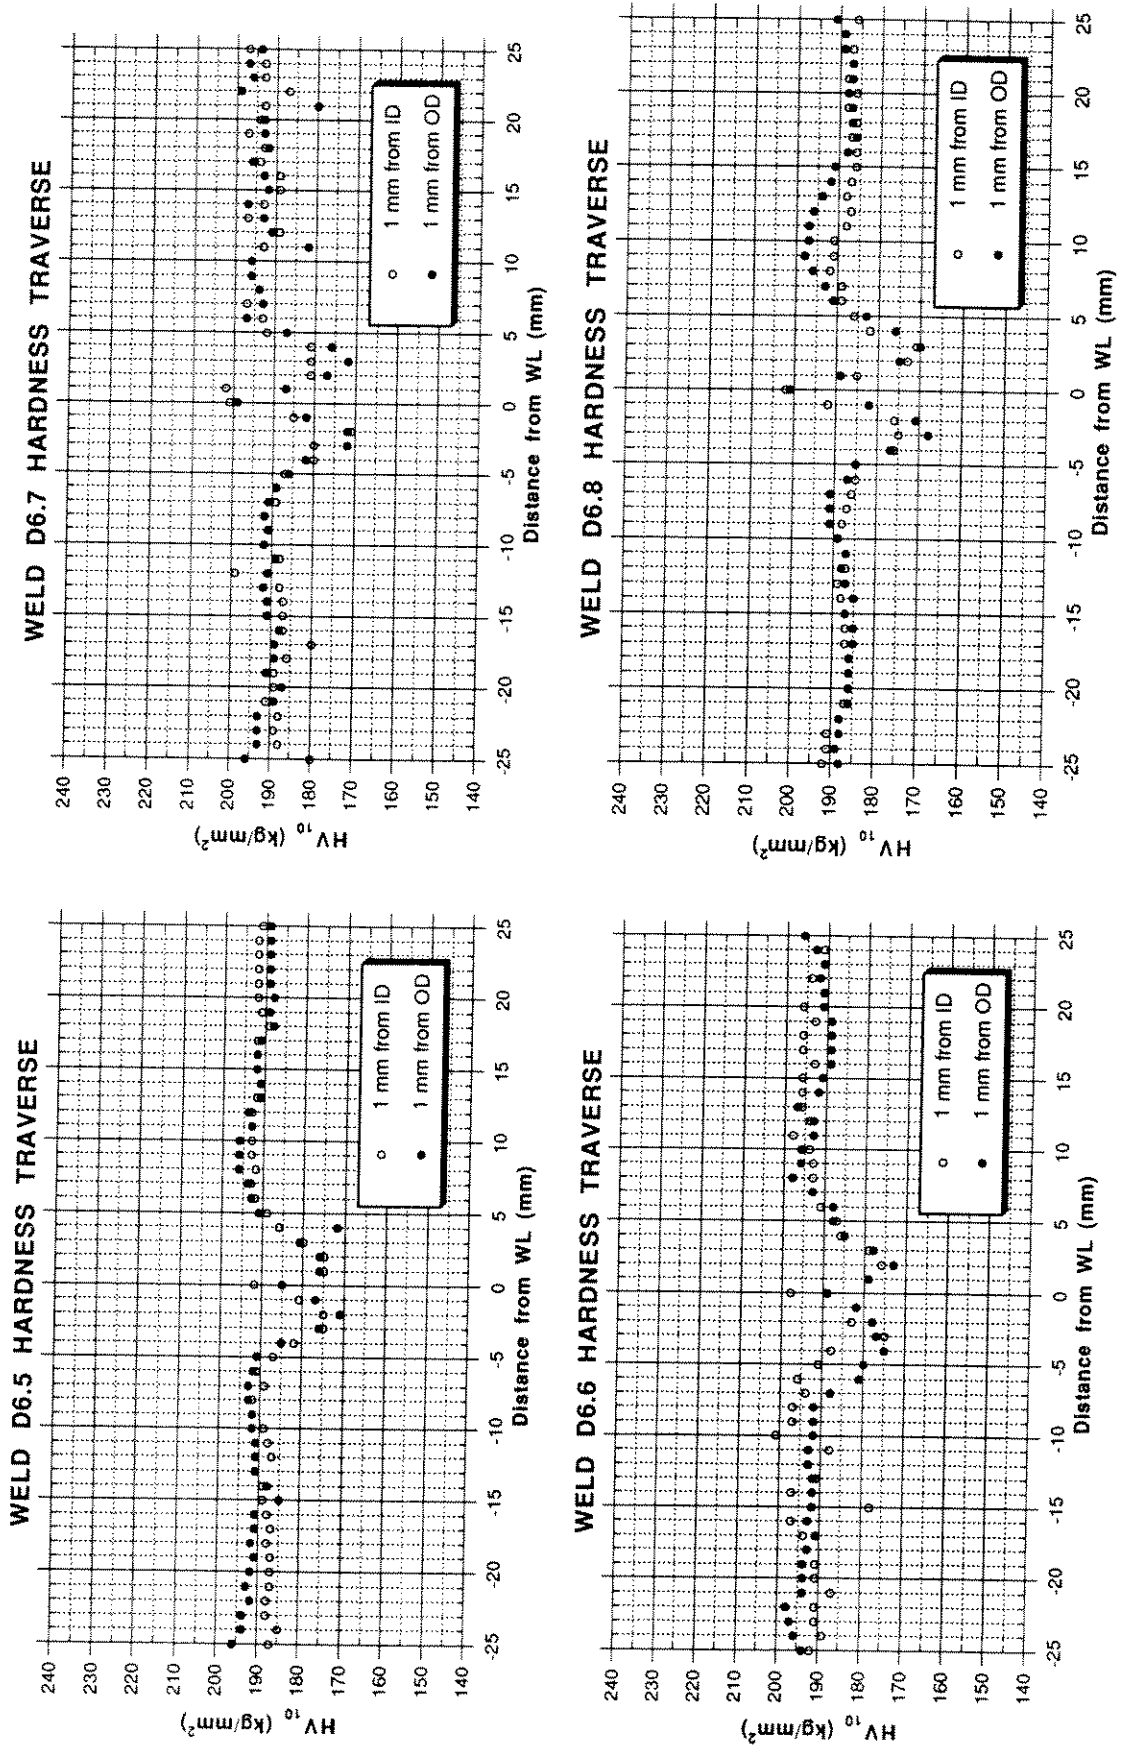 WELD D6.5 HARDNESS TRAVERSE
240
230
220
210
200
190
180
170
160
150
140
HV10 (kg/mm²)
-25 -20 -15 -10 -5 0 5 10 15 20 25
Distance from WL (mm)
1 mm from ID
1 mm from OD
WELD D6.7 HARDNESS TRAVERSE
240
230
220
210
200
190
180
170
160
150
140
HV10 (kg/mm²)
-25 -20 -15 -10 -5 0 5 10 15 20 25
Distance from WL (mm)
1 mm from ID
1 mm from OD
WELD D6.6 HARDNESS TRAVERSE
240
230
220
210
200
190
180
170
160
150
140
HV10 (kg/mm²)
-25 -20 -15 -10 -5 0 5 10 15 20 25
Distance from WL (mm)
1 mm from ID
1 mm from OD
WELD D6.8 HARDNESS TRAVERSE
240
230
220
210
200
190
180
170
160
150
140
HV10 (kg/mm²)
-25 -20 -15 -10 -5 0 5 10 15 20 25
Distance from WL (mm)
1 mm from ID
1 mm from OD